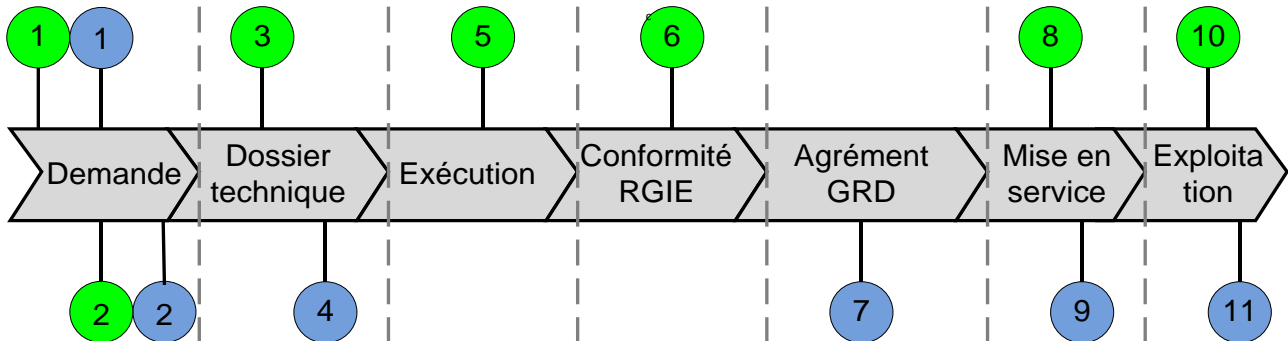 1 1 3 5 c 6 8 10
Demande
Dossier
technique
Exécution
Conformité
RGIE
Agrément
GRD
Mise en
service
Exploita
tion
2 2 4 7 9 11